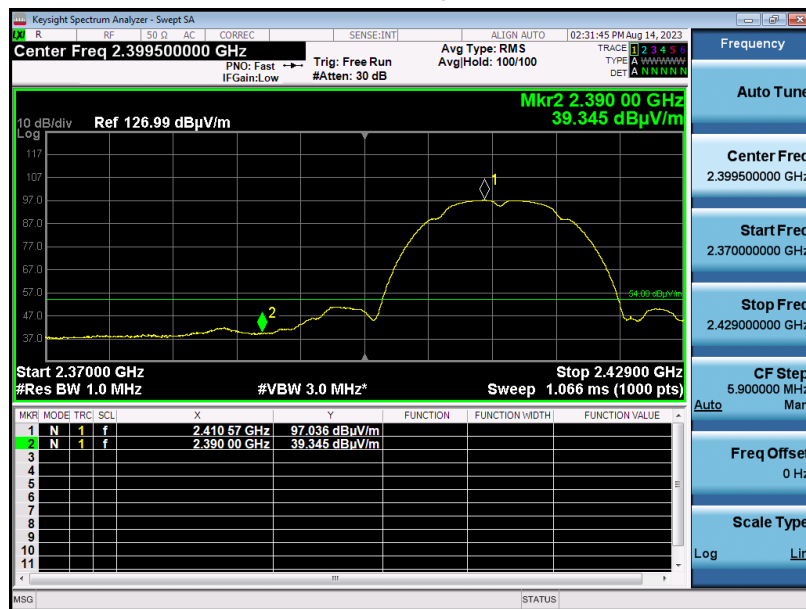 Keysight Spectrum Analyzer - Swept SA
LXI R RF 50 Ω AC CORREC SENSE:INT ALIGN AUTO 02:31:45 PM Aug 14, 2023
Center Freq 2.399500000 GHz
PNO: Fast
IFGain:Low
Trig: Free Run
#Atten: 30 dB
Avg Type: RMS
Avg|Hold: 100/100
TRACE 1 2 3 4 5 6
TYPE A W W W W W
DET A N N N N N
Mkr2 2.390 00 GHz
39.345 dBµV/m
10 dB/div Ref 126.99 dBµV/m
Log
117
107
97.0
87.0
77.0
67.0
57.0
47.0
37.0
1
2
54.00 dBµV/m
Start 2.37000 GHz Stop 2.42900 GHz
#Res BW 1.0 MHz #VBW 3.0 MHz* Sweep 1.066 ms (1000 pts)
MKR MODE TRC SCL X Y FUNCTION FUNCTION WIDTH FUNCTION VALUE
1 N 1 f 2.410 57 GHz 97.036 dBµV/m
2 N 1 f 2.390 00 GHz 39.345 dBµV/m
3
4
5
6
7
8
9
10
11
MSG STATUS
Frequency
Auto Tune
Center Freq
2.399500000 GHz
Start Freq
2.370000000 GHz
Stop Freq
2.429000000 GHz
CF Step
5.900000 MHz
Auto Man
Freq Offset
0 Hz
Scale Type
Log Lin